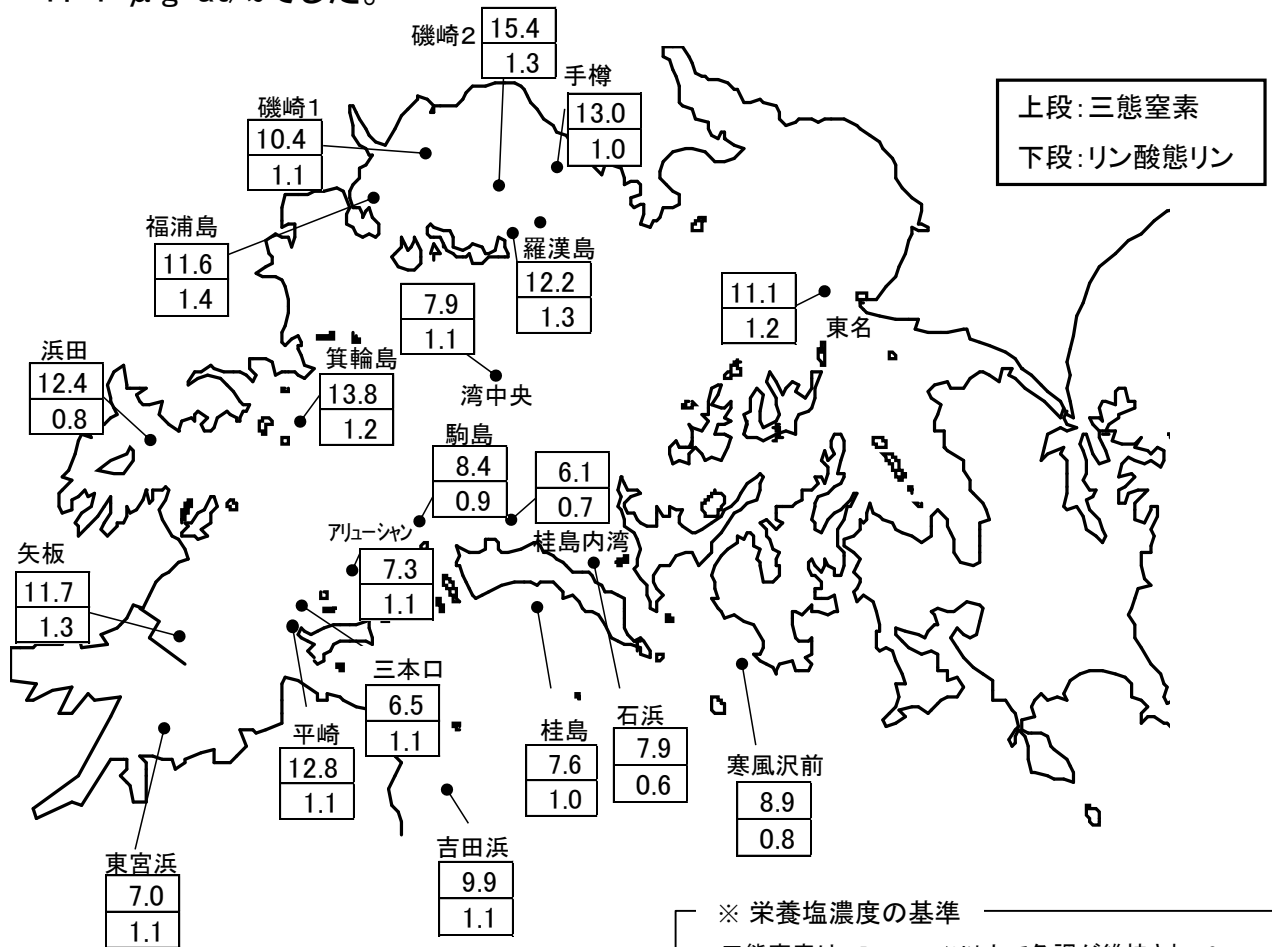 磯崎2
15.4
1.3
手樽
13.0
1.0
上段：三態窒素
下段：リン酸態リン
磯崎1
10.4
1.1
福浦島
11.6
1.4
羅漢島
12.2
1.3
7.9
1.1
湾中央
11.1
1.2
東名
浜田
12.4
0.8
箕輪島
13.8
1.2
駒島
8.4
0.9
6.1
0.7
桂島内湾
アリューシャン
7.3
1.1
矢板
11.7
1.3
三本口
6.5
1.1
平崎
12.8
1.1
桂島
7.6
1.0
石浜
7.9
0.6
寒風沢前
8.9
0.8
吉田浜
9.9
1.1
東宮浜
7.0
1.1
※ 栄養塩濃度の基準